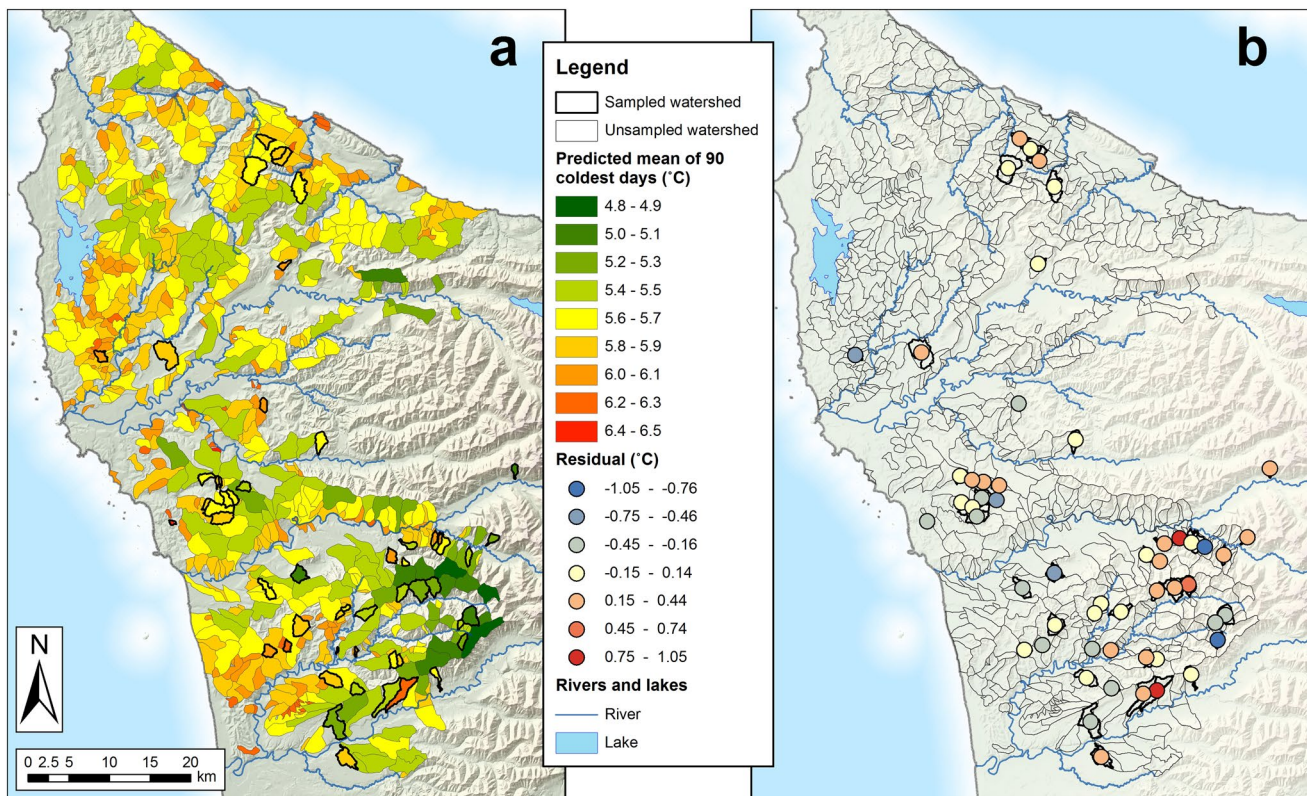 a
b
Legend
Sampled watershed
Unsampled watershed
Predicted mean of 90
coldest days (˚C)
4.8 - 4.9
5.0 - 5.1
5.2 - 5.3
5.4 - 5.5
5.6 - 5.7
5.8 - 5.9
6.0 - 6.1
6.2 - 6.3
6.4 - 6.5
Residual (˚C)
-1.05 - -0.76
-0.75 - -0.46
-0.45 - -0.16
-0.15 - 0.14
0.15 - 0.44
0.45 - 0.74
0.75 - 1.05
Rivers and lakes
River
Lake
N
0 2.5 5 10 15 20
km